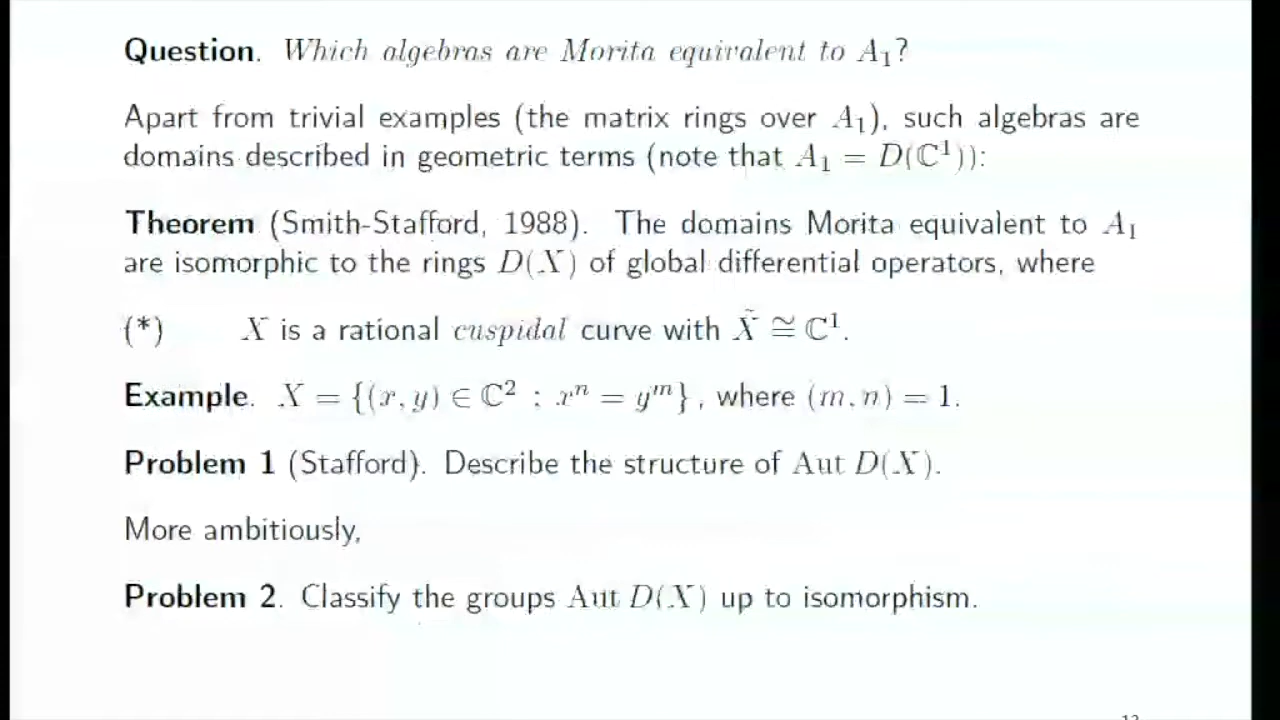 Question. Which algebras are Morita equivalent to A₁?
Apart from trivial examples (the matrix rings over A₁), such algebras are
domains described in geometric terms (note that A₁ = D(ℂ¹)):
Theorem (Smith-Stafford, 1988). The domains Morita equivalent to A₁
are isomorphic to the rings D(X) of global differential operators, where
(*) X is a rational cuspidal curve with X̃ ≅ ℂ¹.
Example. X = {(x, y) ∈ ℂ² : xⁿ = yᵐ}, where (m, n) = 1.
Problem 1 (Stafford). Describe the structure of Aut D(X).
More ambitiously,
Problem 2. Classify the groups Aut D(X) up to isomorphism.